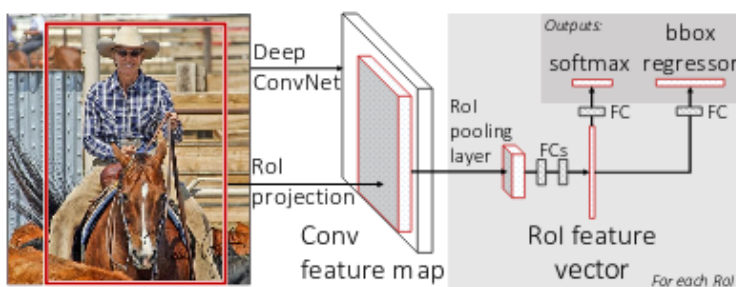 Deep
ConvNet
RoI
projection
Conv
feature map
RoI
pooling
layer
FCs
RoI feature
vector
For each RoI
Outputs:
softmax
bbox
regressor
FC
FC